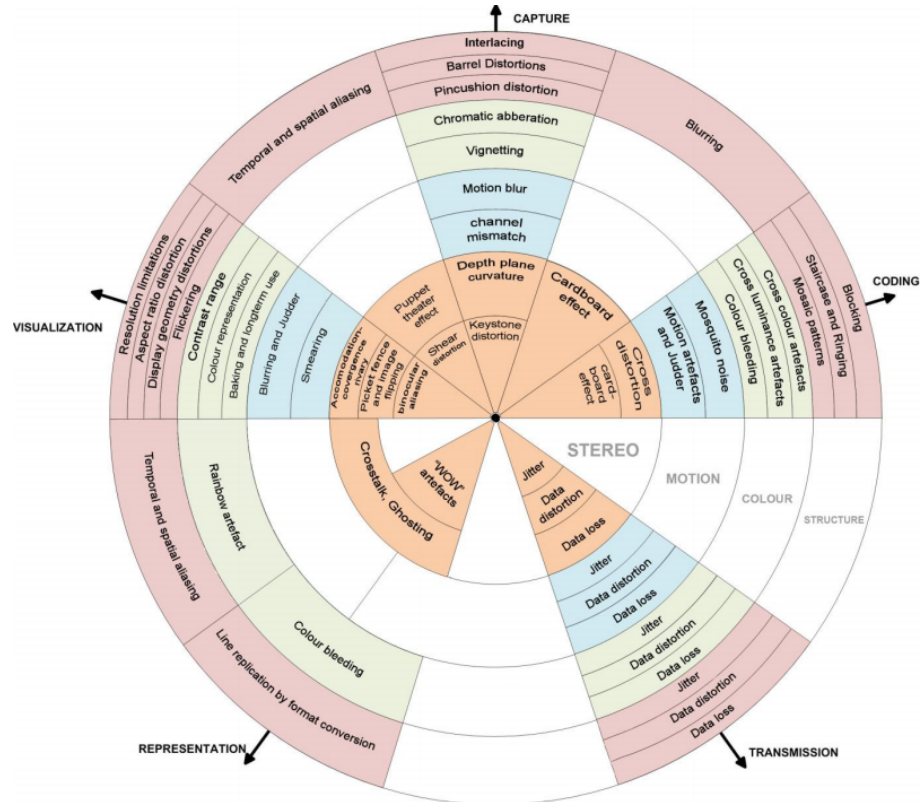 CAPTURE
Interlacing
Barrel Distortions
Pincushion distortion
Chromatic abberation
Vignetting
Motion blur
channel
mismatch
Depth plane
curvature
Keystone
distortion
Temporal and spatial aliasing
Blurring
Puppet
theater
effect
Shear
distortion
Cardboard
effect
VISUALIZATION
Resolution limitations
Aspect ratio distortion
Display geometry distortions
Flickering
Contrast range
Colour representation
Baking and longterm use
Blurring and Judder
Smearing
Accomodation-
convergence
rivary
Picket fence
and image
flipping
binocular
aliasing
Cross
distortion
card-
board
effect
Motion artefacts
and Judder
Mosquito noise
Colour bleeding
Cross luminance artefacts
Cross colour artefacts
Mosaic patterns
Staircase and Ringing
Blocking
CODING
STEREO
MOTION
COLOUR
STRUCTURE
Temporal and spatial aliasing
Rainbow artefact
Crosstalk, Ghosting
"WOW"
artefacts
Colour bleeding
Line replication by format conversion
REPRESENTATION
Jitter
Data
distortion
Data loss
Jitter
Data distortion
Data loss
Jitter
Data distortion
Data loss
Jitter
Data distortion
Data loss
TRANSMISSION